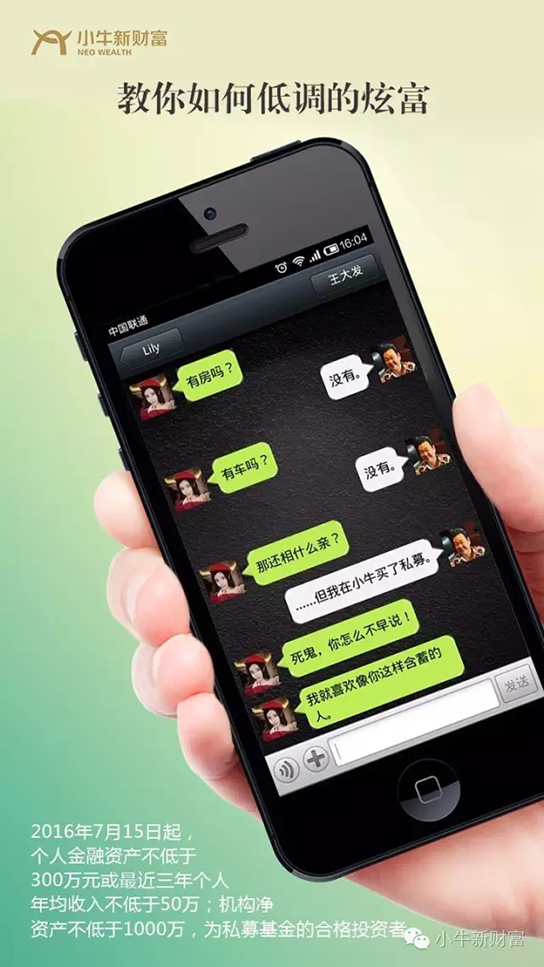 小牛新财富
NEO WEALTH
教你如何低调的炫富
16:04
中国联通
王大发
Lily
有房吗？
没有。
有车吗？
没有。
那还相什么亲？
......但我在小牛买了私募。
死鬼，你怎么不早说！
我就喜欢像你这样含蓄的
人。
发送
2016年7月15日起，
个人金融资产不低于
300万元或最近三年个人
年均收入不低于50万；机构净
资产不低于1000万，为私募基金的合格投资者
小牛新财富